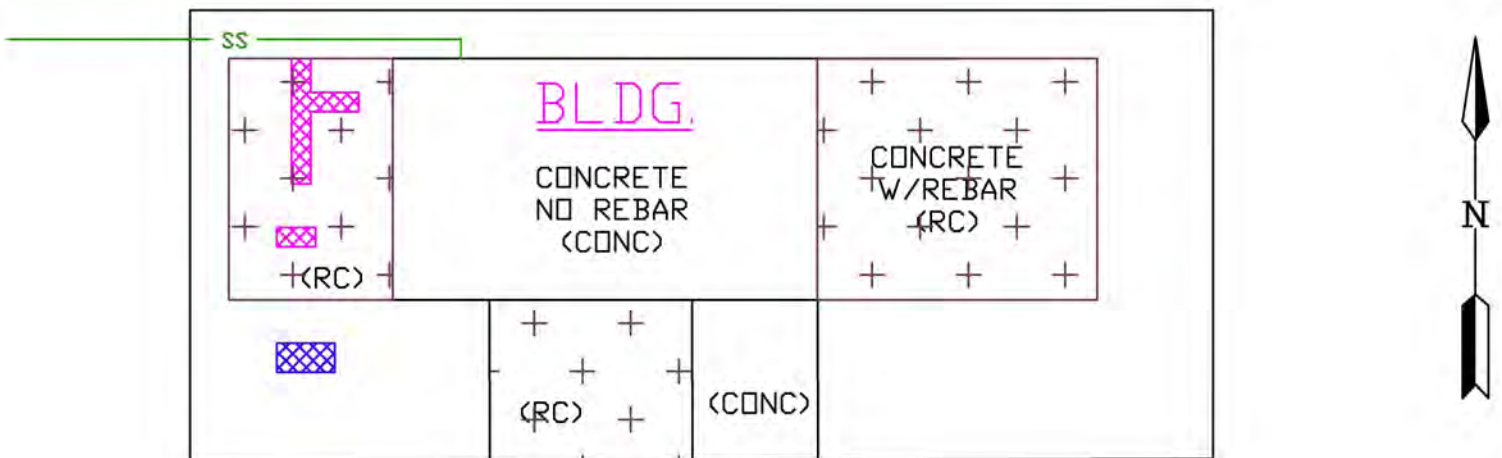 SS
BLDG.
CONCRETE
NO REBAR
(CONC)
CONCRETE
W/REBAR
(RC)
N
(RC)
(RC)
(CONC)